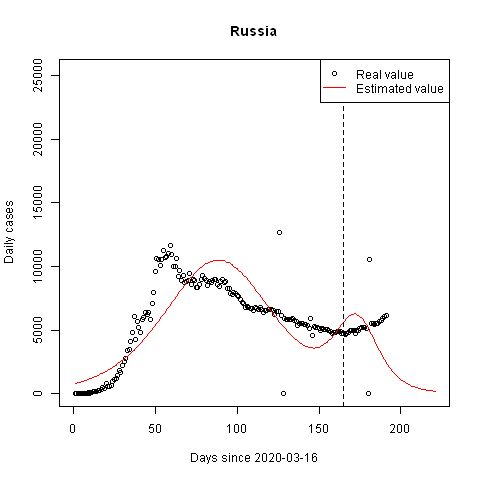 Russia
Real value
Estimated value
Daily cases
25000
20000
15000
10000
5000
0
0
50
100
150
200
Days since 2020-03-16